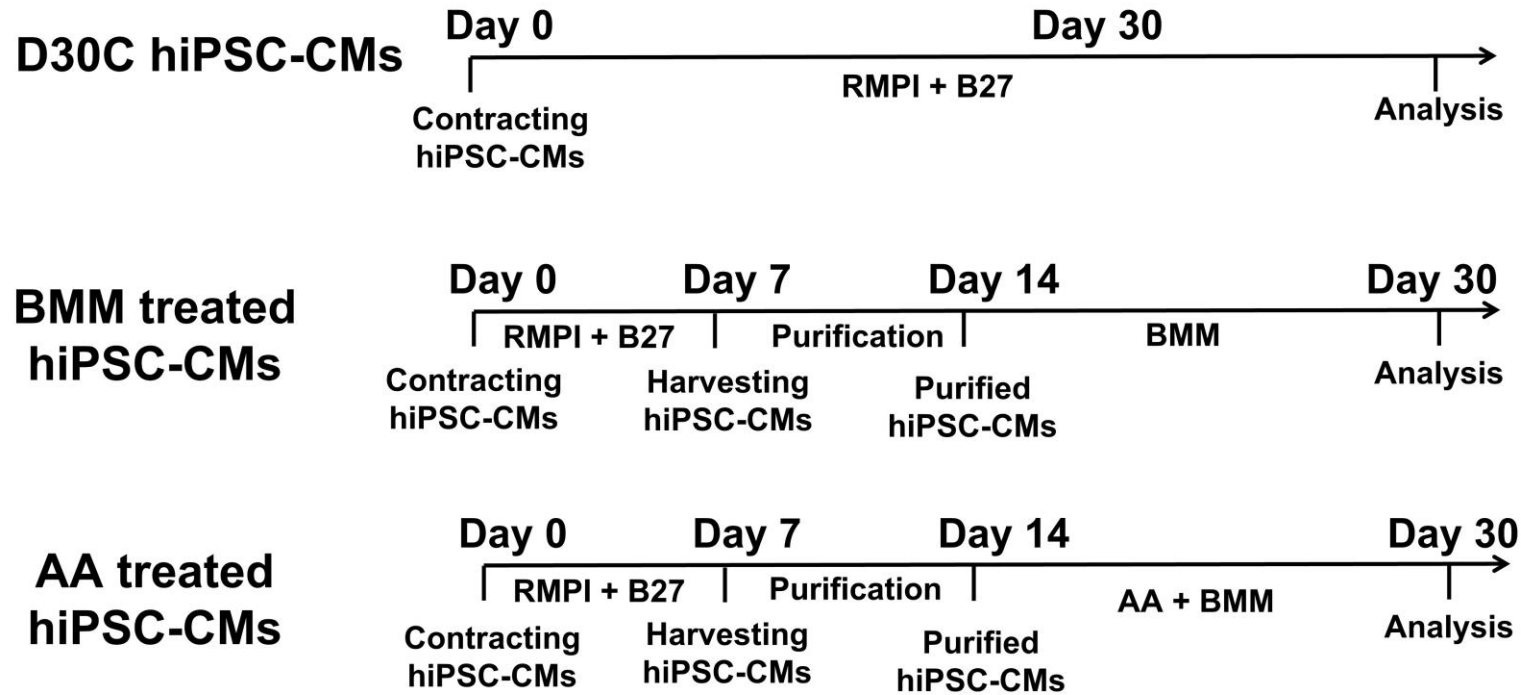 D30C hiPSC-CMs
Day 0
Day 30
RMPI + B27
Contracting
hiPSC-CMs
Analysis
BMM treated
hiPSC-CMs
Day 0
Day 7
Day 14
Day 30
RMPI + B27
Purification
BMM
Contracting
hiPSC-CMs
Harvesting
hiPSC-CMs
Purified
hiPSC-CMs
Analysis
AA treated
hiPSC-CMs
Day 0
Day 7
Day 14
Day 30
RMPI + B27
Purification
AA + BMM
Contracting
hiPSC-CMs
Harvesting
hiPSC-CMs
Purified
hiPSC-CMs
Analysis